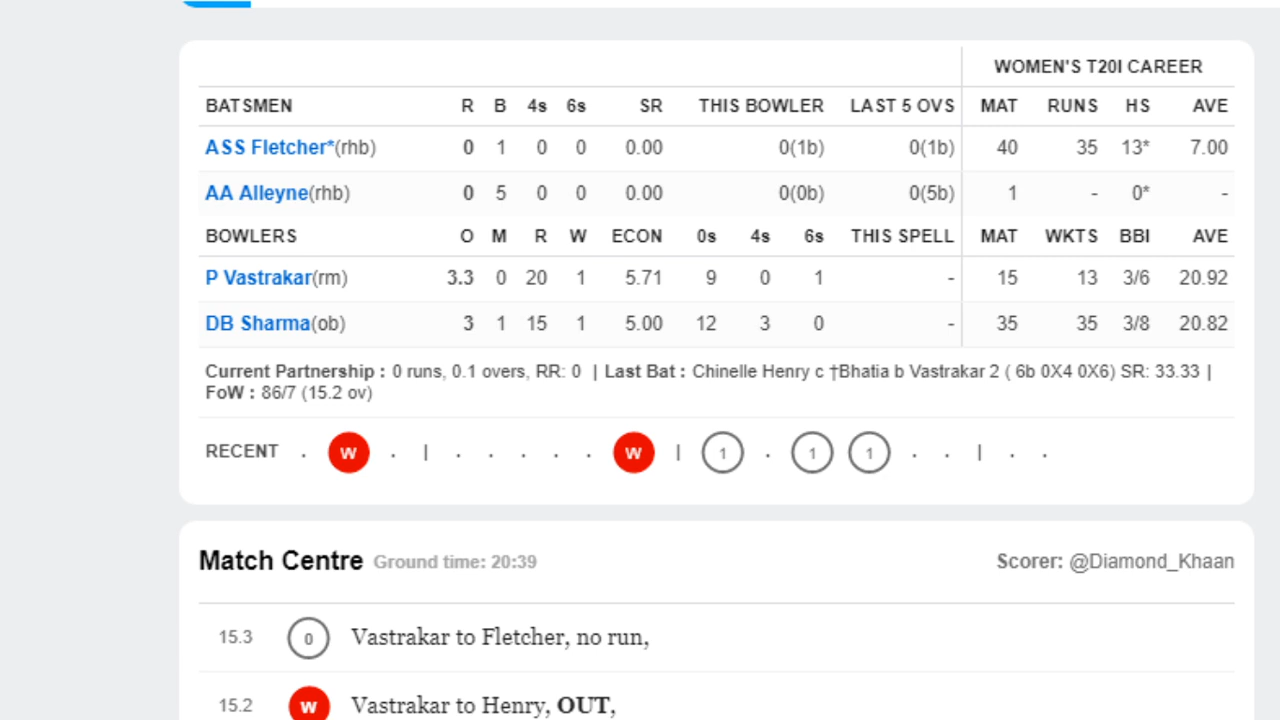 WOMEN'S T20I CAREER
BATSMEN R B 4s 6s SR THIS BOWLER LAST 5 OVS MAT RUNS HS AVE
ASS Fletcher*(rhb) 0 1 0 0 0.00 0(1b) 0(1b) 40 35 13* 7.00
AA Alleyne(rhb) 0 5 0 0 0.00 0(0b) 0(5b) 1 - 0* -
BOWLERS O M R W ECON 0s 4s 6s THIS SPELL MAT WKTS BBI AVE
P Vastrakar(rm) 3.3 0 20 1 5.71 9 0 1 - 15 13 3/6 20.92
DB Sharma(ob) 3 1 15 1 5.00 12 3 0 - 35 35 3/8 20.82
Current Partnership : 0 runs, 0.1 overs, RR: 0 | Last Bat : Chinelle Henry c †Bhatia b Vastrakar 2 ( 6b 0X4 0X6) SR: 33.33 |
FoW : 86/7 (15.2 ov)
RECENT . W . | . . . . . W | 1 . 1 1 . . | . .
Match Centre Ground time: 20:39 Scorer: @Diamond_Khaan
15.3 0 Vastrakar to Fletcher, no run,
15.2 W Vastrakar to Henry, OUT,